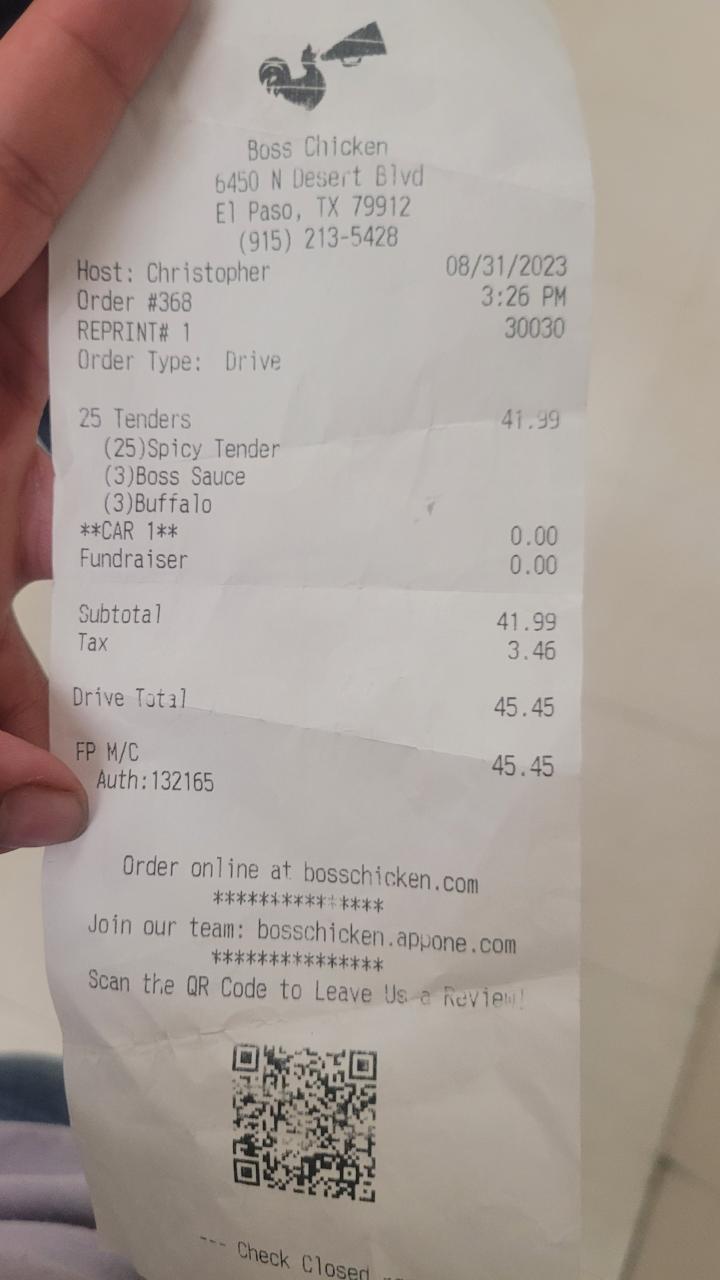 Boss Chicken
6450 N Desert Blvd
El Paso, TX 79912
(915) 213-5428
Host: Christopher 08/31/2023
Order #368 3:26 PM
REPRINT# 1 30030
Order Type: Drive
25 Tenders 41.99
(25)Spicy Tender
(3)Boss Sauce
(3)Buffalo
**CAR 1** 0.00
Fundraiser 0.00
Subtotal 41.99
Tax 3.46
Drive Total 45.45
FP M/C 45.45
Auth:132165
Order online at bosschicken.com
***************
Join our team: bosschicken.appone.com
***************
Scan the QR Code to Leave Us a Review!
--- Check Closed ---